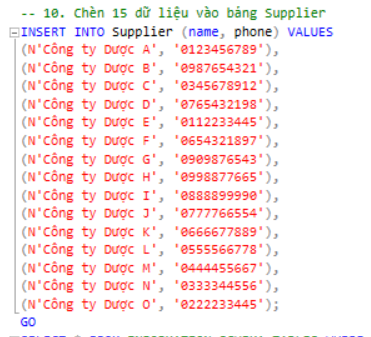 -- 10. Chèn 15 dữ liệu vào bảng Supplier
INSERT INTO Supplier (name, phone) VALUES
(N'Công ty Dược A', '0123456789'),
(N'Công ty Dược B', '0987654321'),
(N'Công ty Dược C', '0345678912'),
(N'Công ty Dược D', '0765432198'),
(N'Công ty Dược E', '0112233445'),
(N'Công ty Dược F', '0654321897'),
(N'Công ty Dược G', '0909876543'),
(N'Công ty Dược H', '0998877665'),
(N'Công ty Dược I', '0888899990'),
(N'Công ty Dược J', '0777766554'),
(N'Công ty Dược K', '0666677889'),
(N'Công ty Dược L', '0555566778'),
(N'Công ty Dược M', '0444455667'),
(N'Công ty Dược N', '0333344556'),
(N'Công ty Dược O', '0222233445');
GO